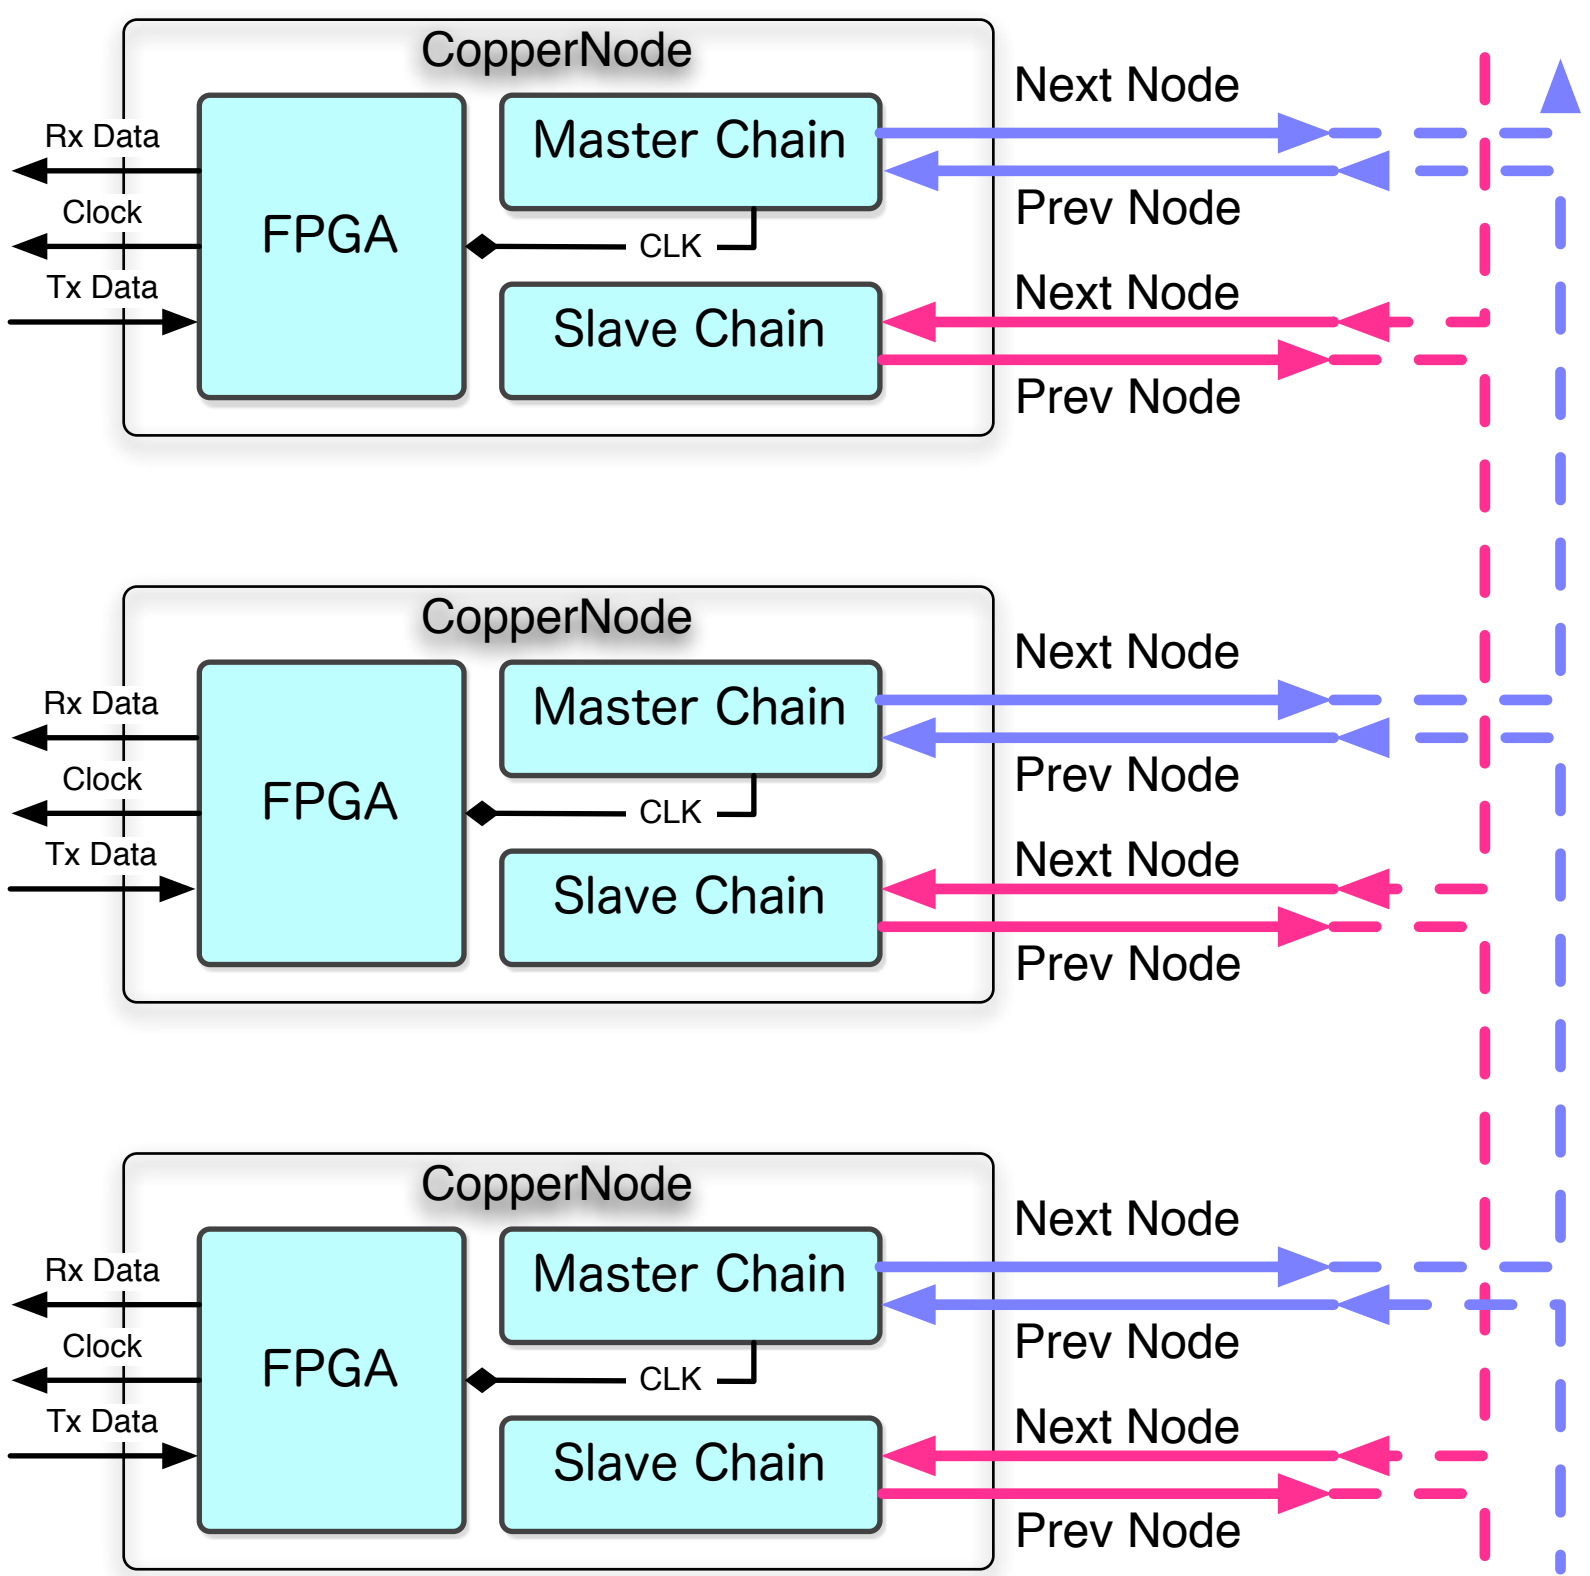 CopperNode
Next Node
Rx Data
Master Chain
Prev Node
Clock
FPGA
CLK
Tx Data
Next Node
Slave Chain
Prev Node
CopperNode
Next Node
Rx Data
Master Chain
Prev Node
Clock
FPGA
CLK
Tx Data
Next Node
Slave Chain
Prev Node
CopperNode
Next Node
Rx Data
Master Chain
Prev Node
Clock
FPGA
CLK
Tx Data
Next Node
Slave Chain
Prev Node